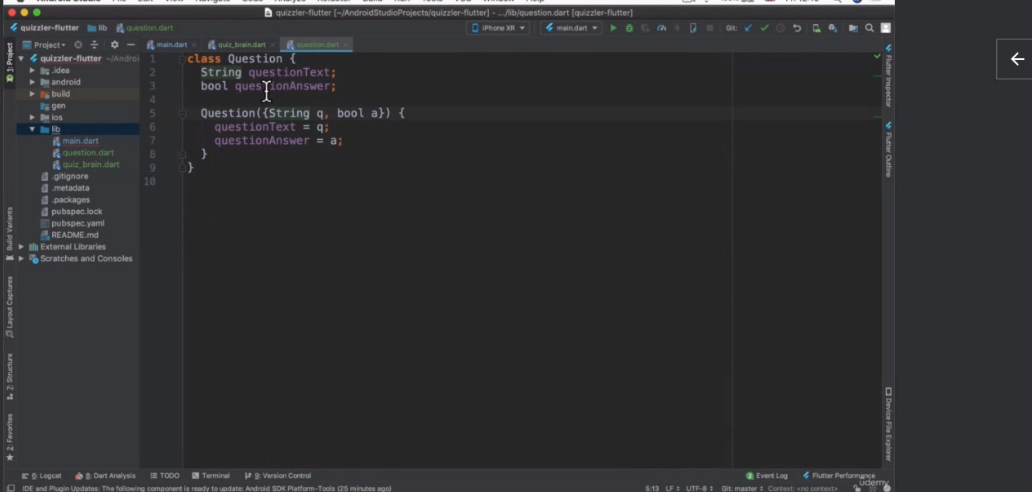 quizzler-flutter [~/AndroidStudioProjects/quizzler-flutter] - .../lib/question.dart [quizzler-flutter]
quizzler-flutter lib question.dart iPhone XR main.dart Git:
Project main.dart quiz_brain.dart question.dart
quizzler-flutter ~/Androi
.idea
android
build
gen
ios
lib
main.dart
question.dart
quiz_brain.dart
.gitignore
.metadata
.packages
pubspec.lock
pubspec.yaml
README.md
External Libraries
Scratches and Consoles
1 class Question {
2 String questionText;
3 bool questionAnswer;
4
5 Question({String q, bool a}) {
6 questionText = q;
7 questionAnswer = a;
8 }
9 }
10
1: Project
Build Variants
Layout Captures
7: Structure
2: Favorites
Flutter Inspector
Flutter Outline
Device File Explorer
6: Logcat Dart Analysis TODO Terminal 9: Version Control Event Log Flutter Performance
IDE and Plugin Updates: The following component is ready to update: Android SDK Platform-Tools (25 minutes ago) 5:13 LF UTF-8 Git: master Context: <no context>
udemy